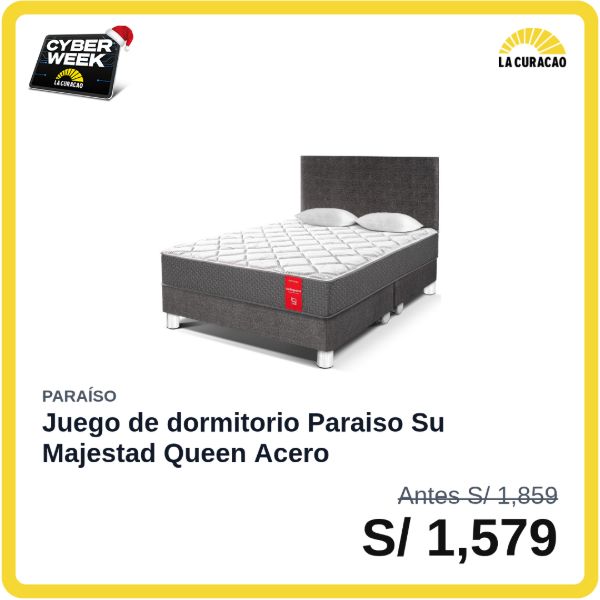 CYBER
WEEK
LA CURACAO
LA CURACAO
PARAÍSO
Juego de dormitorio Paraiso Su
Majestad Queen Acero
Antes S/ 1,859
S/ 1,579